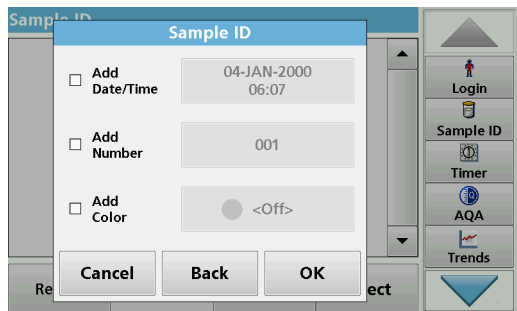 Sample ID
Sample ID
Add
Date/Time
04-JAN-2000
06:07
Add
Number
001
Add
Color
<Off>
Cancel
Back
OK
Login
Sample ID
Timer
AQA
Trends